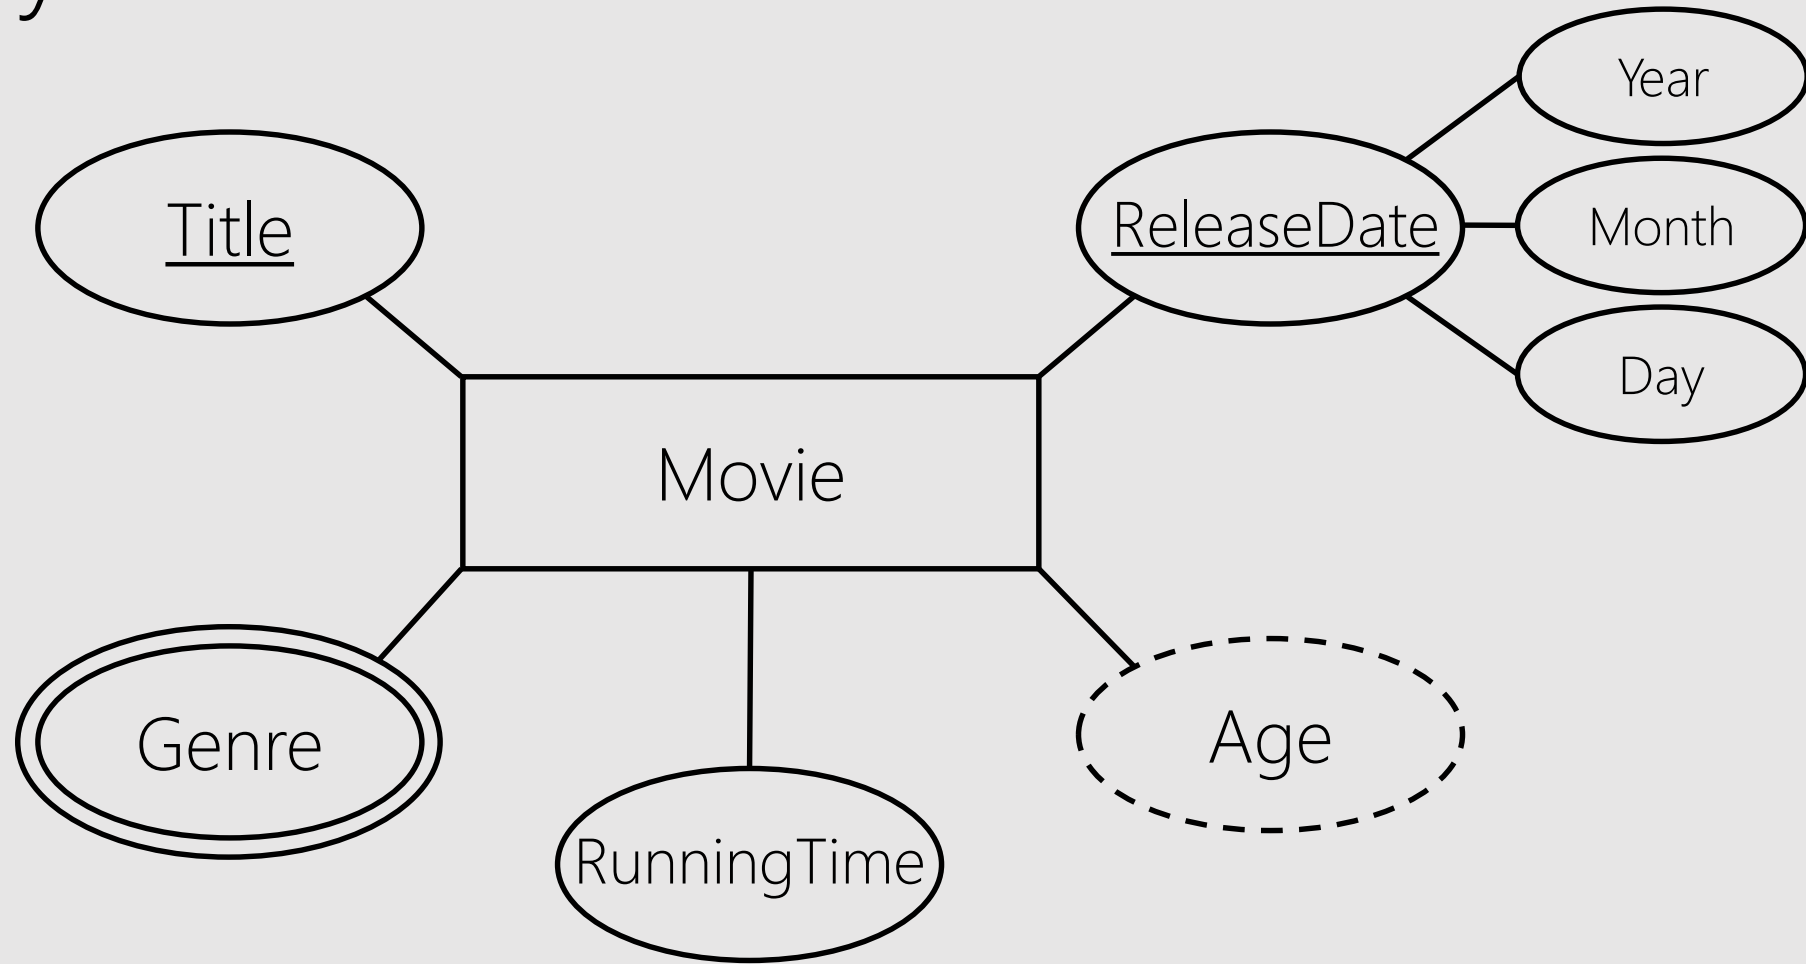 Year
Title
ReleaseDate
Month
Day
Movie
Genre
Age
RunningTime